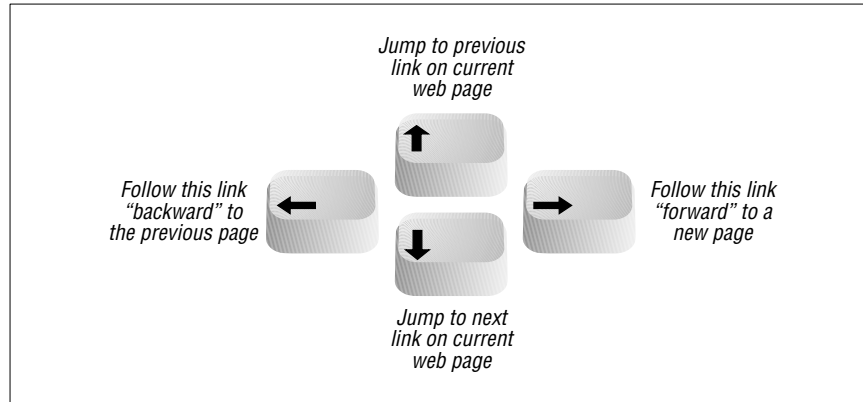 Jump to previous
link on current
web page
Follow this link
“backward” to
the previous page
Follow this link
“forward” to a
new page
Jump to next
link on current
web page